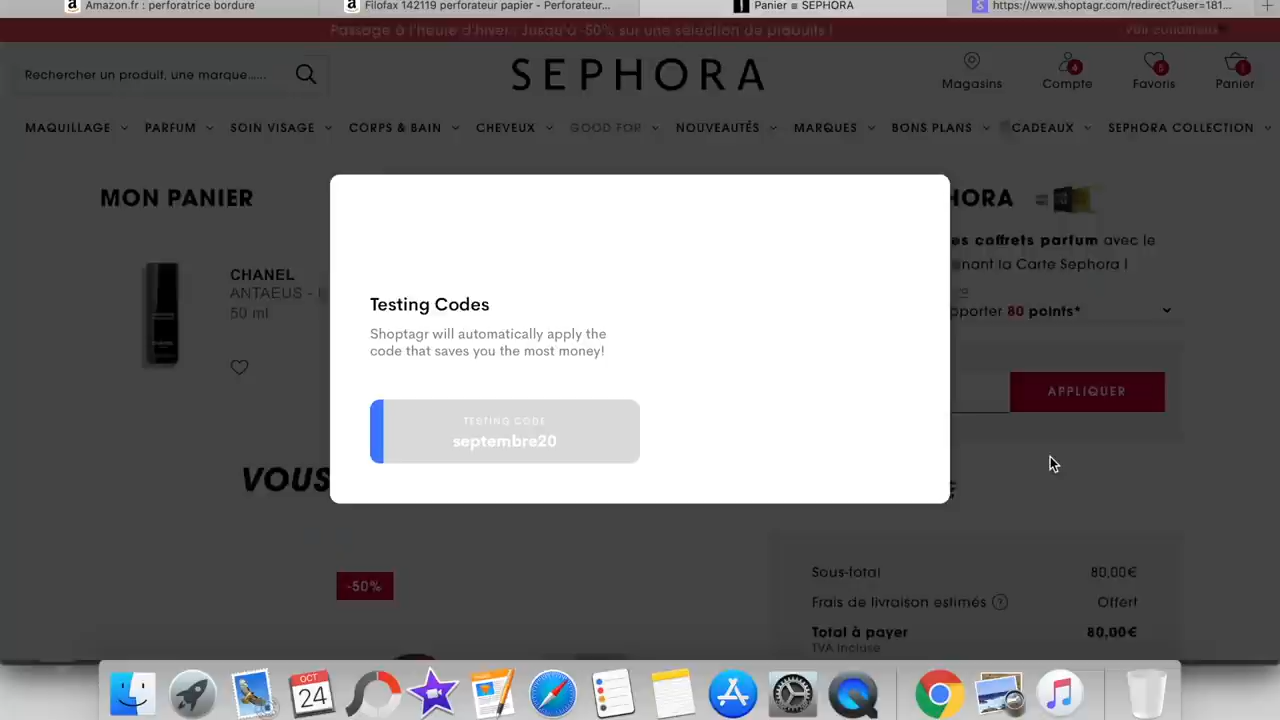 Amazon.fr : perforatrice bordure
Filofax 142119 perforateur papier - Perforateur...
Panier ≡ SEPHORA
https://www.shoptagr.com/redirect?user=181...
Passage à l'heure d'hiver : Jusqu'à -50% sur une sélection de produits !
Voir conditions
Rechercher un produit, une marque......
SEPHORA
Magasins
4
Compte
5
Favoris
1
Panier
MAQUILLAGE
PARFUM
SOIN VISAGE
CORPS & BAIN
CHEVEUX
GOOD FOR
NOUVEAUTÉS
MARQUES
BONS PLANS
CADEAUX
SEPHORA COLLECTION
MON PANIER
CHANEL
ANTAEUS -
50 ml
HORA
es coffrets parfum avec le
nant la Carte Sephora !
pporter 80 points*
APPLIQUER
Testing Codes
Shoptagr will automatically apply the
code that saves you the most money!
TESTING CODE
septembre20
VOUS
-50%
Sous-total 80,00€
Frais de livraison estimés ? Offert
Total à payer 80,00€
TVA incluse
OCT
24